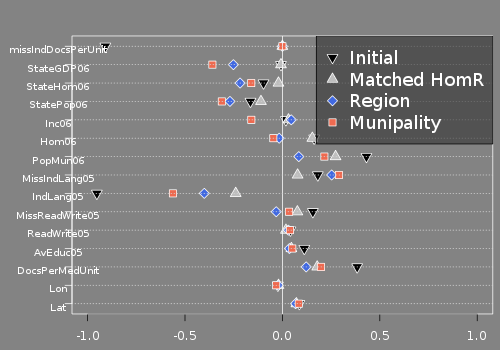 missIndDocsPerUnit
StateGDP06
StateHom06
StatePop06
Inc06
Hom06
PopMun06
MissIndLang05
IndLang05
MissReadWrite05
ReadWrite05
AvEduc05
DocsPerMedUnit
Lon
Lat
Initial
Matched HomR
Region
Munipality
-1.0 -0.5 0.0 0.5 1.0